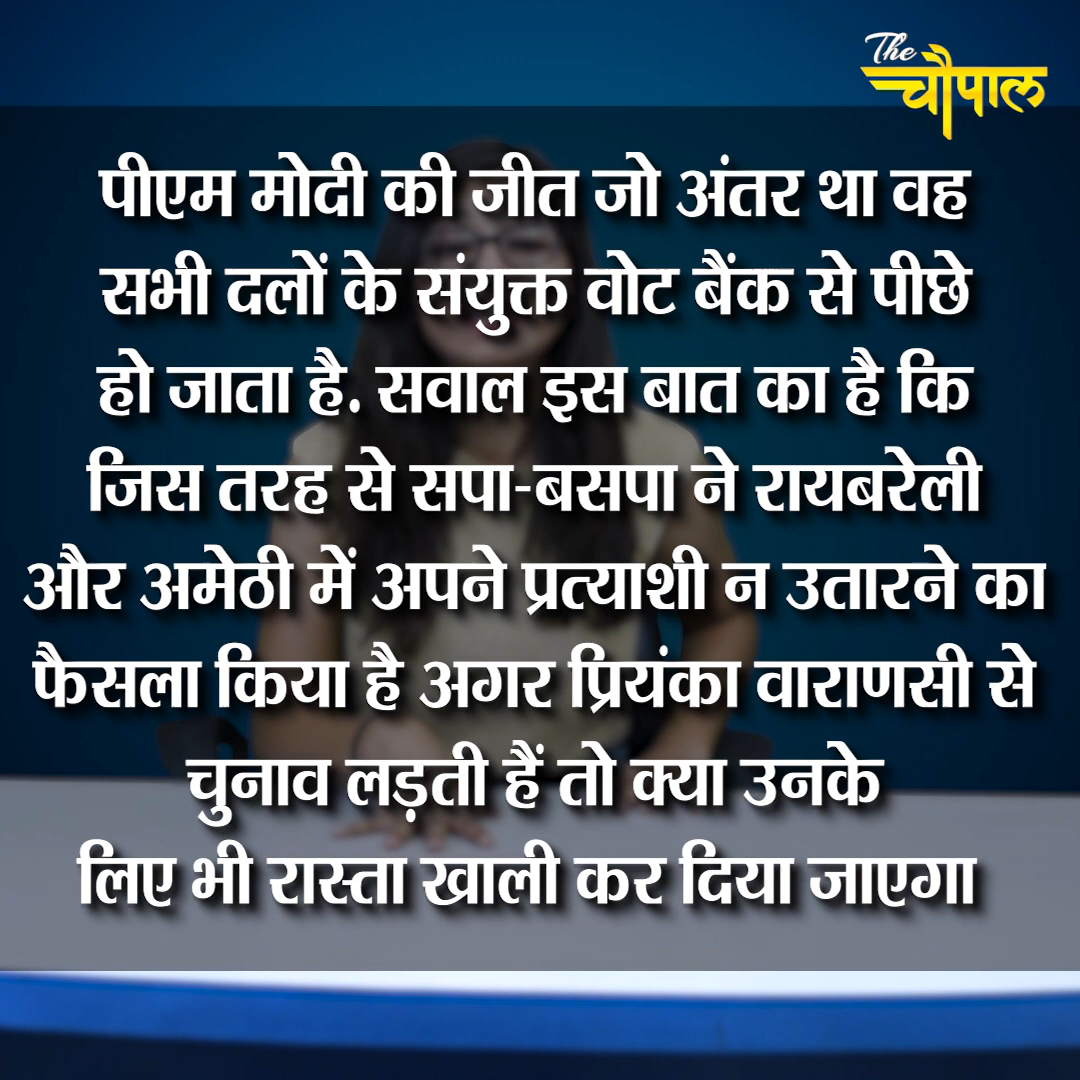 The
चौपाल
पीएम मोदी की जीत जो अंतर था वह
सभी दलों के संयुक्त वोट बैंक से पीछे
हो जाता है. सवाल इस बात का है कि
जिस तरह से सपा-बसपा ने रायबरेली
और अमेठी में अपने प्रत्याशी न उतारने का
फैसला किया है अगर प्रियंका वाराणसी से
चुनाव लड़ती हैं तो क्या उनके
लिए भी रास्ता खाली कर दिया जाएगा